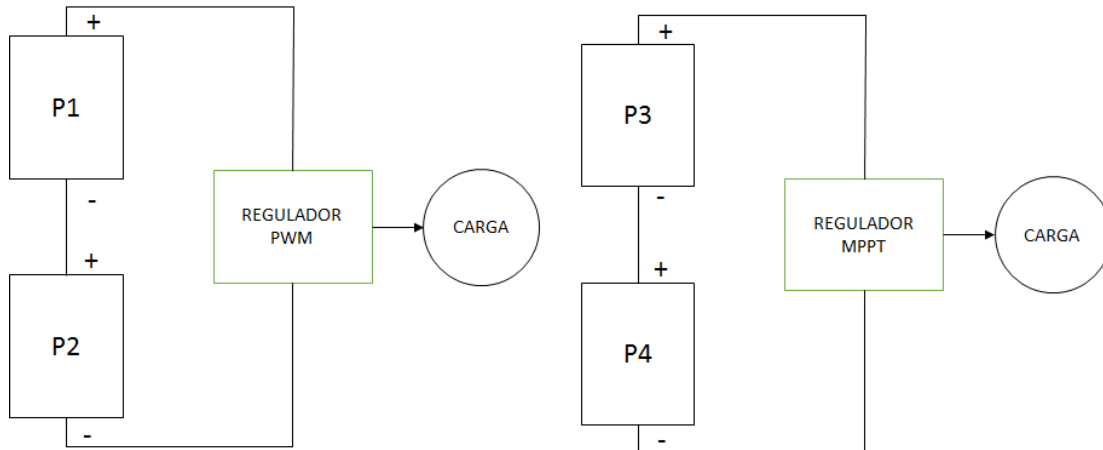 +
P1
-
+
P2
-
REGULADOR
PWM
CARGA
+
P3
-
+
P4
-
REGULADOR
MPPT
CARGA